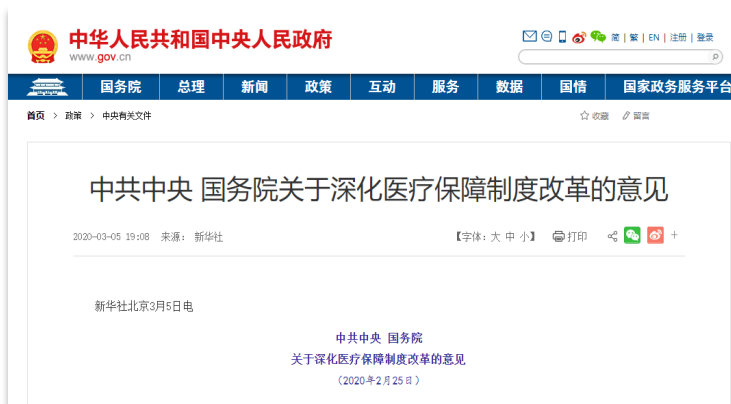 中华人民共和国中央人民政府
www.gov.cn
简 | 繁 | EN | 注册 | 登录
国务院 总理 新闻 政策 互动 服务 数据 国情 国家政务服务平台
首页 > 政策 > 中央有关文件 收藏 留言
中共中央 国务院关于深化医疗保障制度改革的意见
2020-03-05 19:08 来源: 新华社 【字体: 大 中 小】 打印 +
新华社北京3月5日电
中共中央 国务院
关于深化医疗保障制度改革的意见
(2020年2月25日)